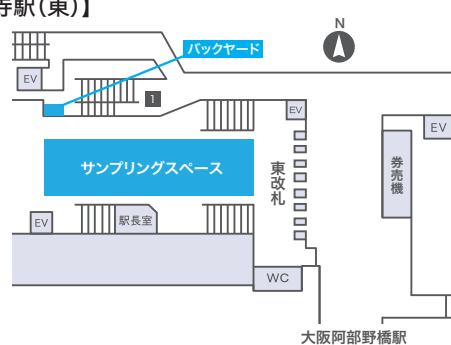 寺駅(東)】
N
バックヤード
EV
1
EV
EV
サンプリングスペース
東改札
券売機
EV
駅長室
WC
大阪阿部野橋駅